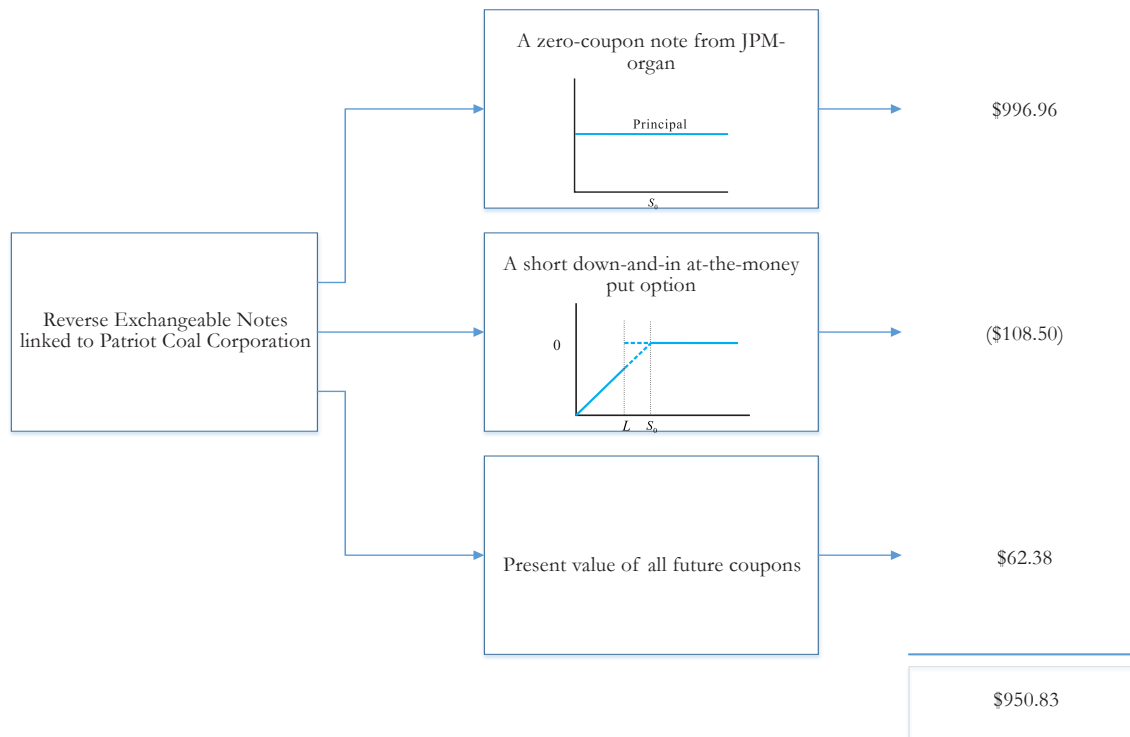 A zero-coupon note from JPM-
organ
Principal
S₀
$996.96
Reverse Exchangeable Notes
linked to Patriot Coal Corporation
A short down-and-in at-the-money
put option
0
L S₀
($108.50)
Present value of all future coupons
$62.38
$950.83